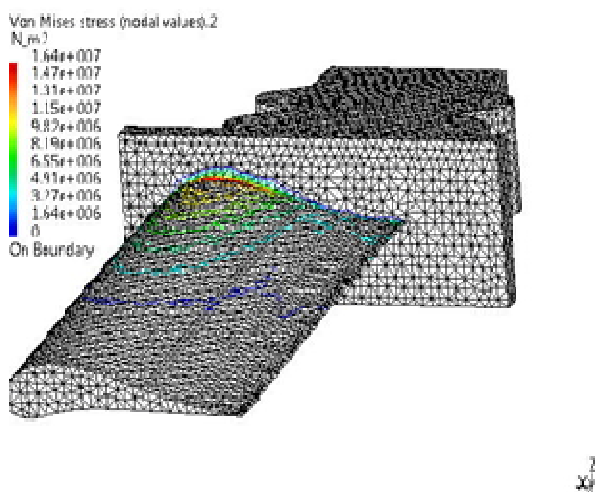 Von Mises stress (nodal values).2
N_m2
1.64e+007
1.47e+007
1.31e+007
1.15e+007
9.82e+006
8.19e+006
6.55e+006
4.91e+006
3.27e+006
1.64e+006
0
On Boundary
z
x